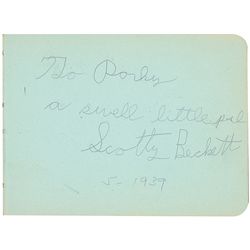 To Porky
a swell little pal
Scotty Beckett
5-1939